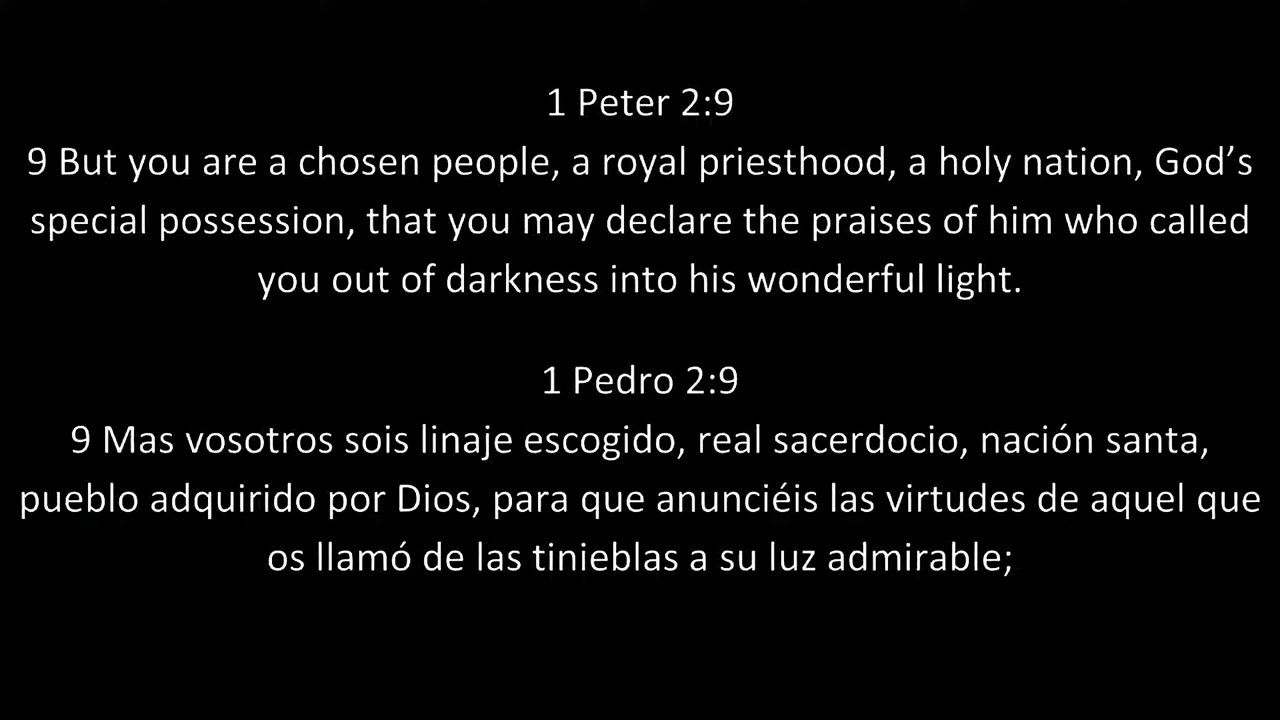 1 Peter 2:9
9 But you are a chosen people, a royal priesthood, a holy nation, God’s
special possession, that you may declare the praises of him who called
you out of darkness into his wonderful light.
1 Pedro 2:9
9 Mas vosotros sois linaje escogido, real sacerdocio, nación santa,
pueblo adquirido por Dios, para que anunciéis las virtudes de aquel que
os llamó de las tinieblas a su luz admirable;